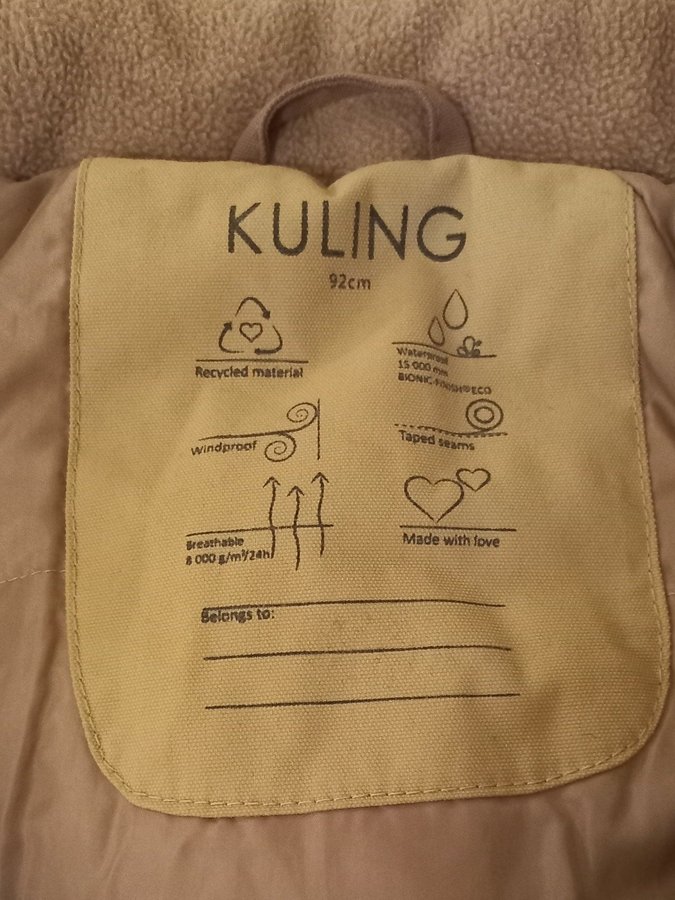 KULING
92cm
Recycled material
Waterproof
15 000 mm
BIONIC-FINISH®ECO
Windproof
Taped seams
Breathable
8 000 g/m²/24h
Made with love
Belongs to: